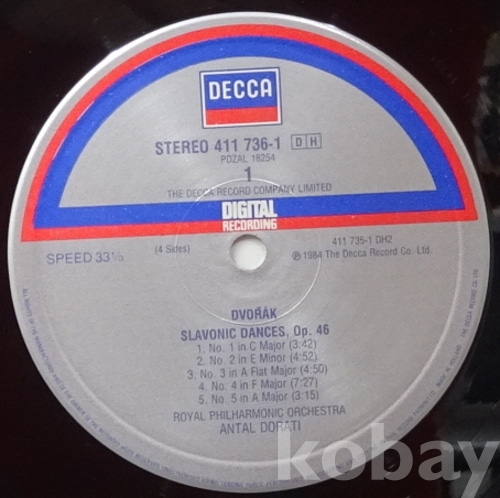 DECCA
STEREO 411 736-1 DH
PDZAL 18254
1
THE DECCA RECORD COMPANY LIMITED
DIGITAL
RECORDING
SPEED 33⅓
(4 Sides)
411 735-1 DH2
℗ 1984 The Decca Record Co. Ltd.
DVOŘÁK
SLAVONIC DANCES, Op. 46
1. No. 1 in C Major (3:42)
2. No. 2 in E Minor (4:52)
3. No. 3 in A Flat Major (4:50)
4. No. 4 in F Major (7:27)
5. No. 5 in A Major (3:15)
ROYAL PHILHARMONIC ORCHESTRA
ANTAL DORATI
kobay